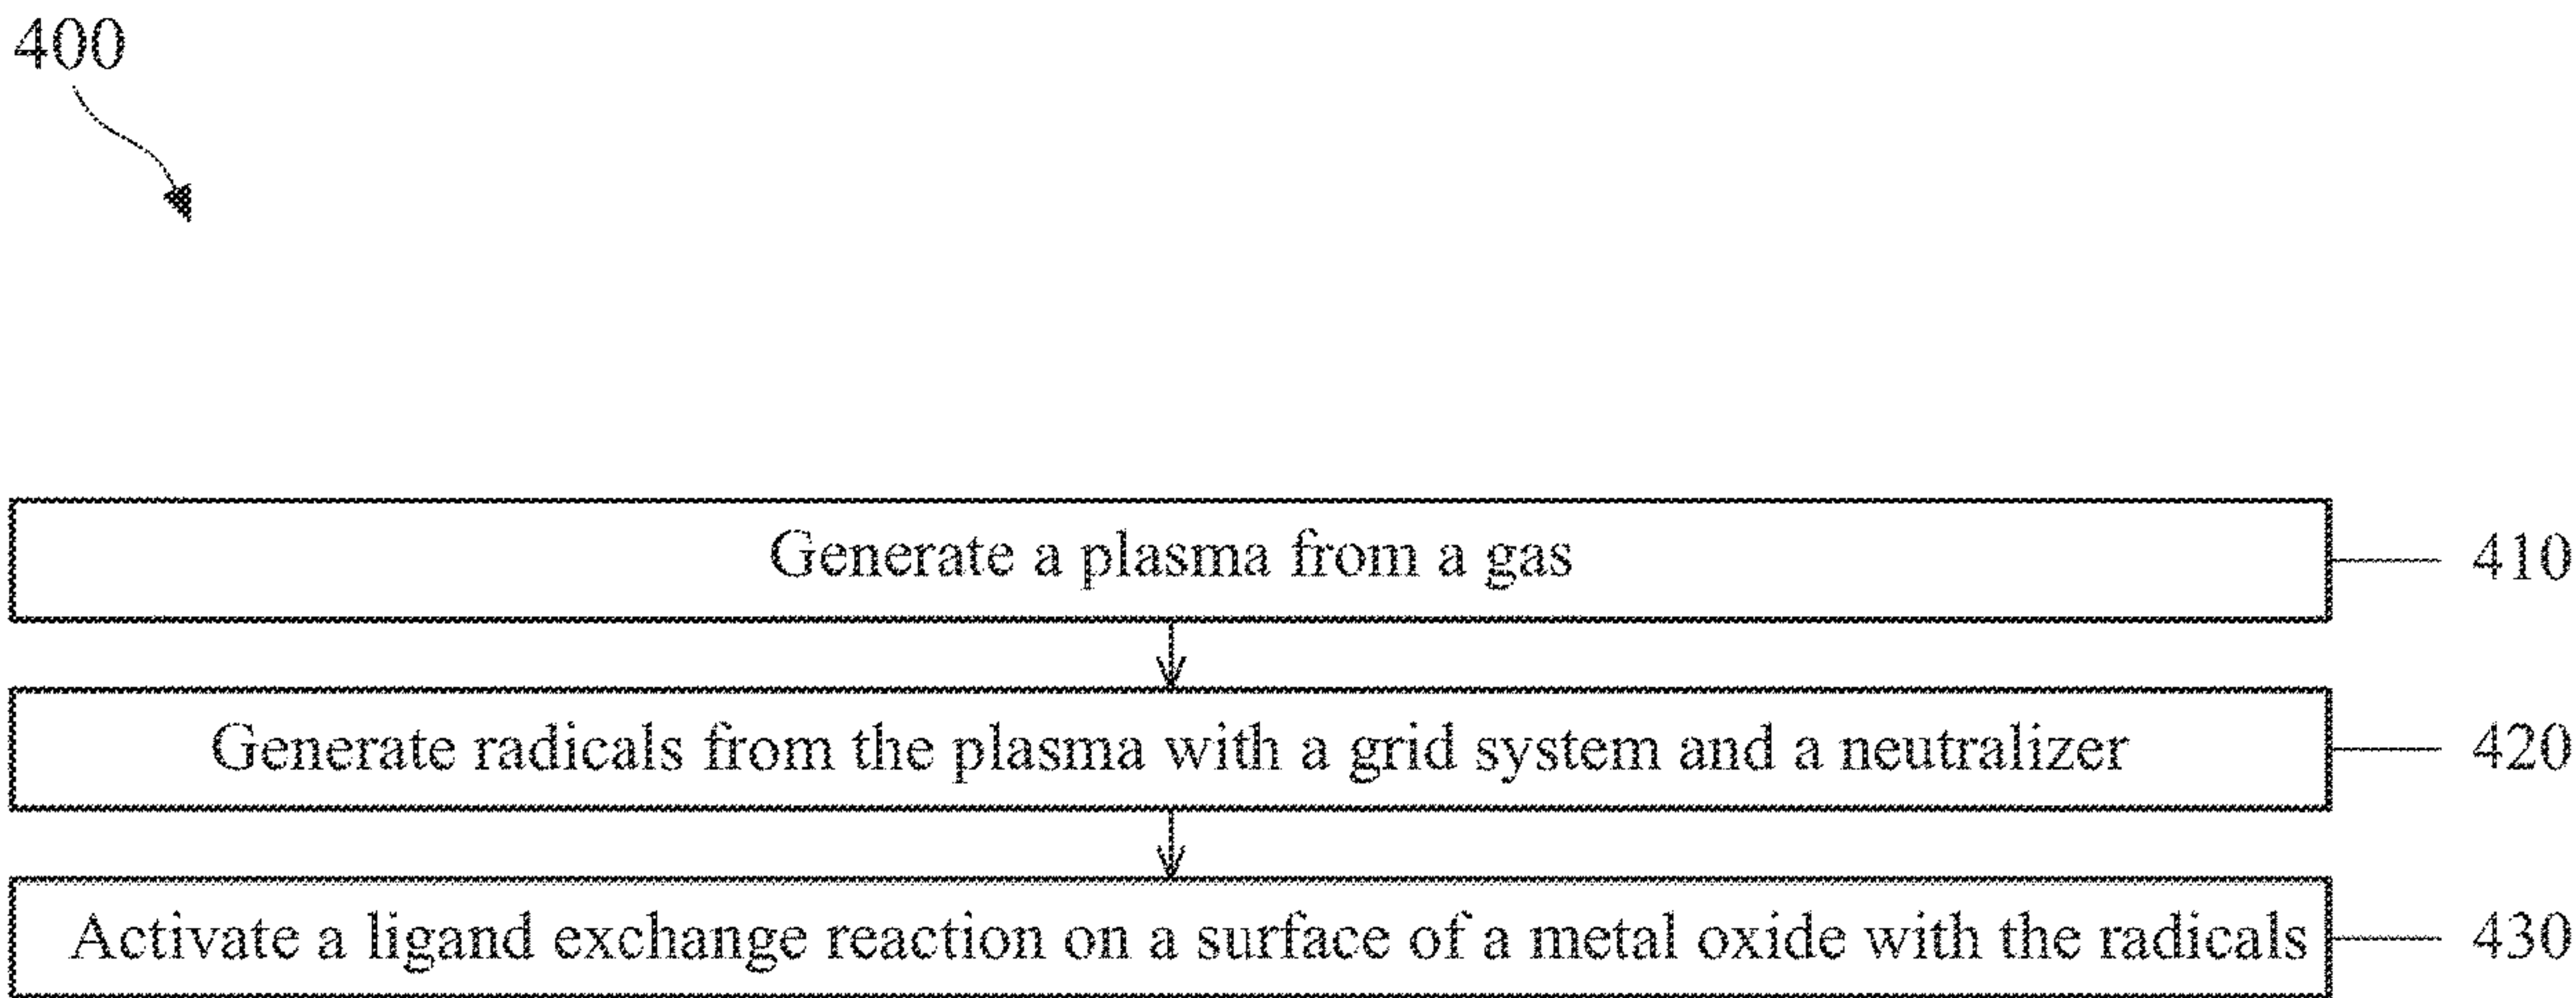 400
Generate a plasma from a gas 410
Generate radicals from the plasma with a grid system and a neutralizer 420
Activate a ligand exchange reaction on a surface of a metal oxide with the radicals 430